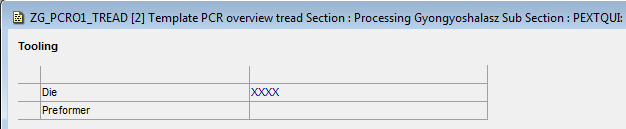 ZG_PCRO1_TREAD [2] Template PCR overview tread Section : Processing Gyongyoshalasz Sub Section : PEXTQUI:
Tooling
Die XXXX
Preformer